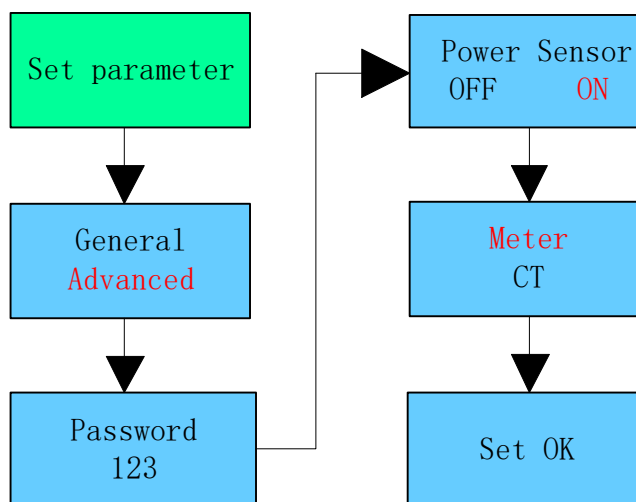 Set parameter
General
Advanced
Password
123
Power Sensor
OFF ON
Meter
CT
Set OK